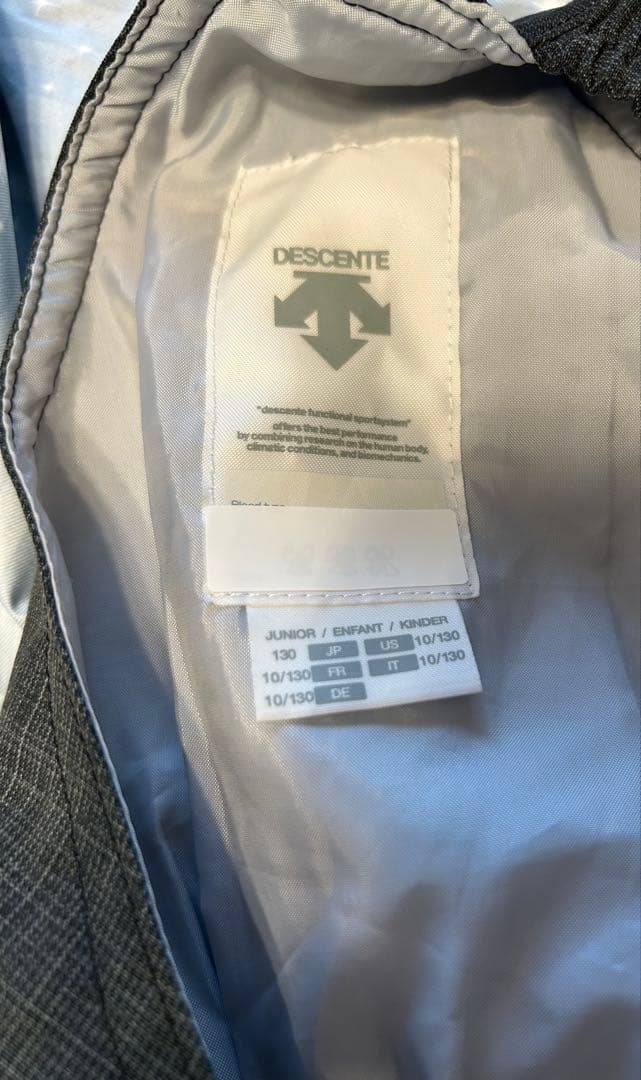 DESCENTE
"descente functional sportsystem"
offers the best performance
by combining research on the human body,
climatic conditions, and biomechanics.
JUNIOR / ENFANT / KINDER
130 JP US 10/130
10/130 FR IT 10/130
10/130 DE